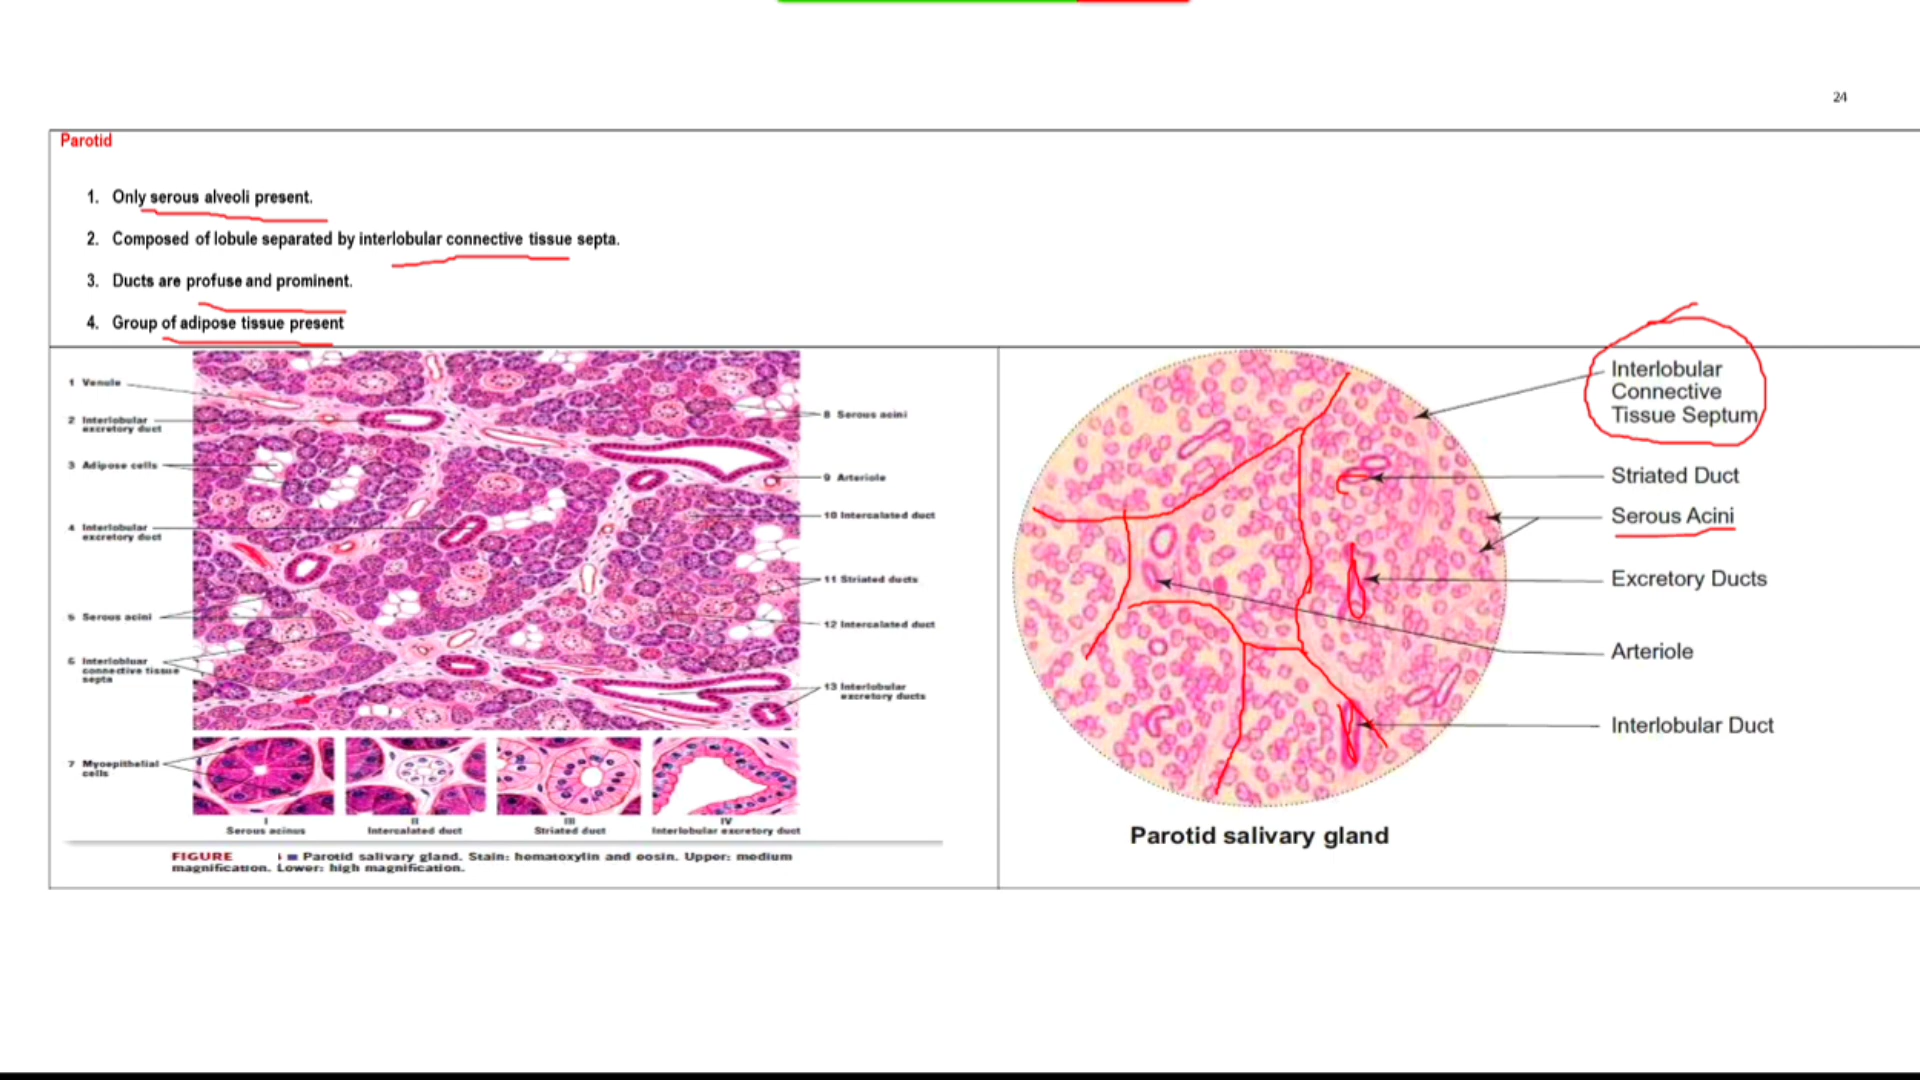 24
Parotid
1. Only serous alveoli present.
2. Composed of lobule separated by interlobular connective tissue septa.
3. Ducts are profuse and prominent.
4. Group of adipose tissue present
1 Venule
2 Interlobular
excretory duct
3 Adipose cells
4 Interlobular
excretory duct
5 Serous acini
6 Interlobluar
connective tissue
septa
7 Myoepithelial
cells
8 Serous acini
9 Arteriole
10 Intercalated duct
11 Striated ducts
12 Intercalated duct
13 Interlobular
excretory ducts
I
Serous acinus
II
Intercalated duct
III
Striated duct
IV
Interlobular excretory duct
FIGURE Parotid salivary gland. Stain: hematoxylin and eosin. Upper: medium
magnification. Lower: high magnification.
Interlobular
Connective
Tissue Septum
Striated Duct
Serous Acini
Excretory Ducts
Arteriole
Interlobular Duct
Parotid salivary gland